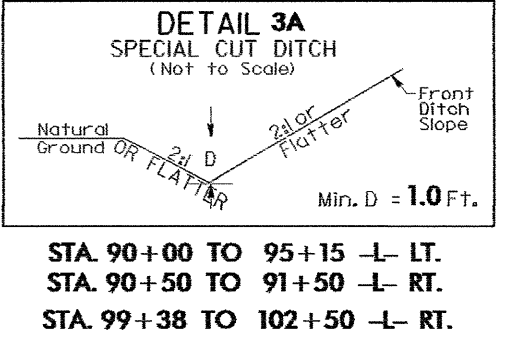 DETAIL 3A
SPECIAL CUT DITCH
(Not to Scale)
Front
Ditch
Slope
2:1 or
Flatter
Natural
Ground
2:1
OR FLATTER
D
Min. D = 1.0 Ft.
STA. 90+00 TO 95+15 -L- LT.
STA. 90+50 TO 91+50 -L- RT.
STA. 99+38 TO 102+50 -L- RT.